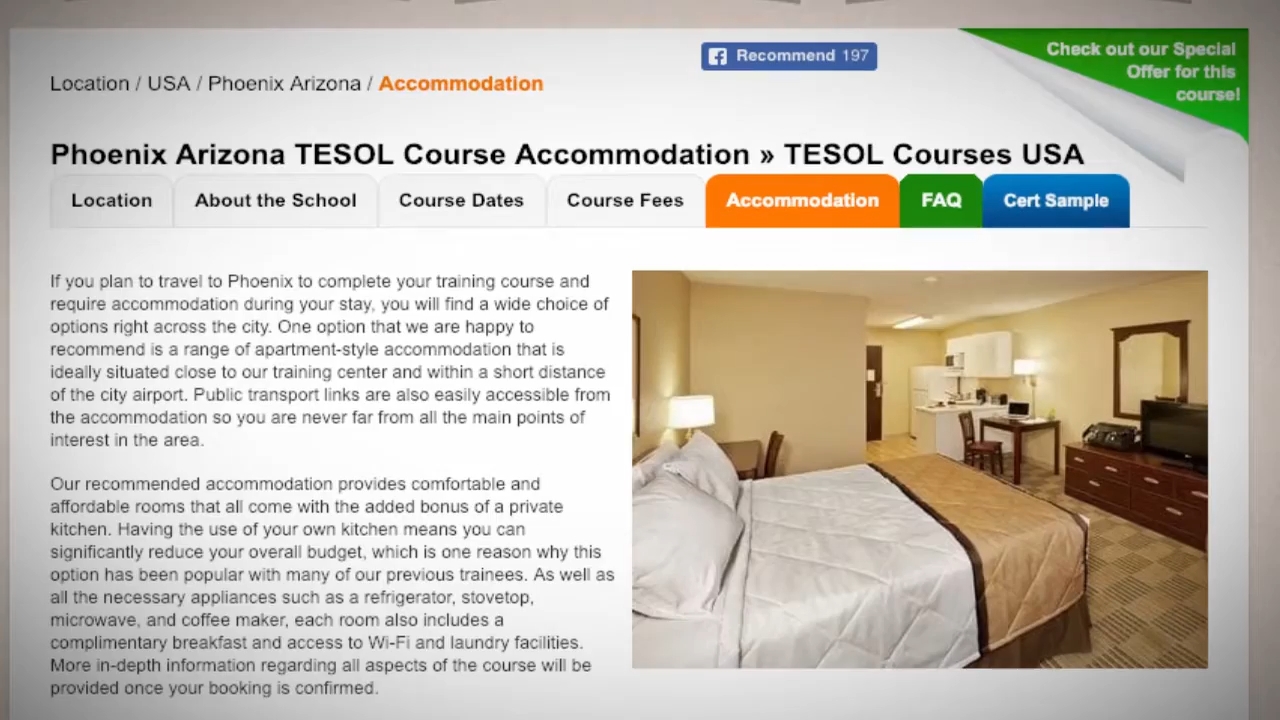 Check out our Special
Offer for this
course!
Recommend 197
Location / USA / Phoenix Arizona / Accommodation
Phoenix Arizona TESOL Course Accommodation » TESOL Courses USA
Location About the School Course Dates Course Fees Accommodation FAQ Cert Sample
If you plan to travel to Phoenix to complete your training course and
require accommodation during your stay, you will find a wide choice of
options right across the city. One option that we are happy to
recommend is a range of apartment-style accommodation that is
ideally situated close to our training center and within a short distance
of the city airport. Public transport links are also easily accessible from
the accommodation so you are never far from all the main points of
interest in the area.
Our recommended accommodation provides comfortable and
affordable rooms that all come with the added bonus of a private
kitchen. Having the use of your own kitchen means you can
significantly reduce your overall budget, which is one reason why this
option has been popular with many of our previous trainees. As well as
all the necessary appliances such as a refrigerator, stovetop,
microwave, and coffee maker, each room also includes a
complimentary breakfast and access to Wi-Fi and laundry facilities.
More in-depth information regarding all aspects of the course will be
provided once your booking is confirmed.